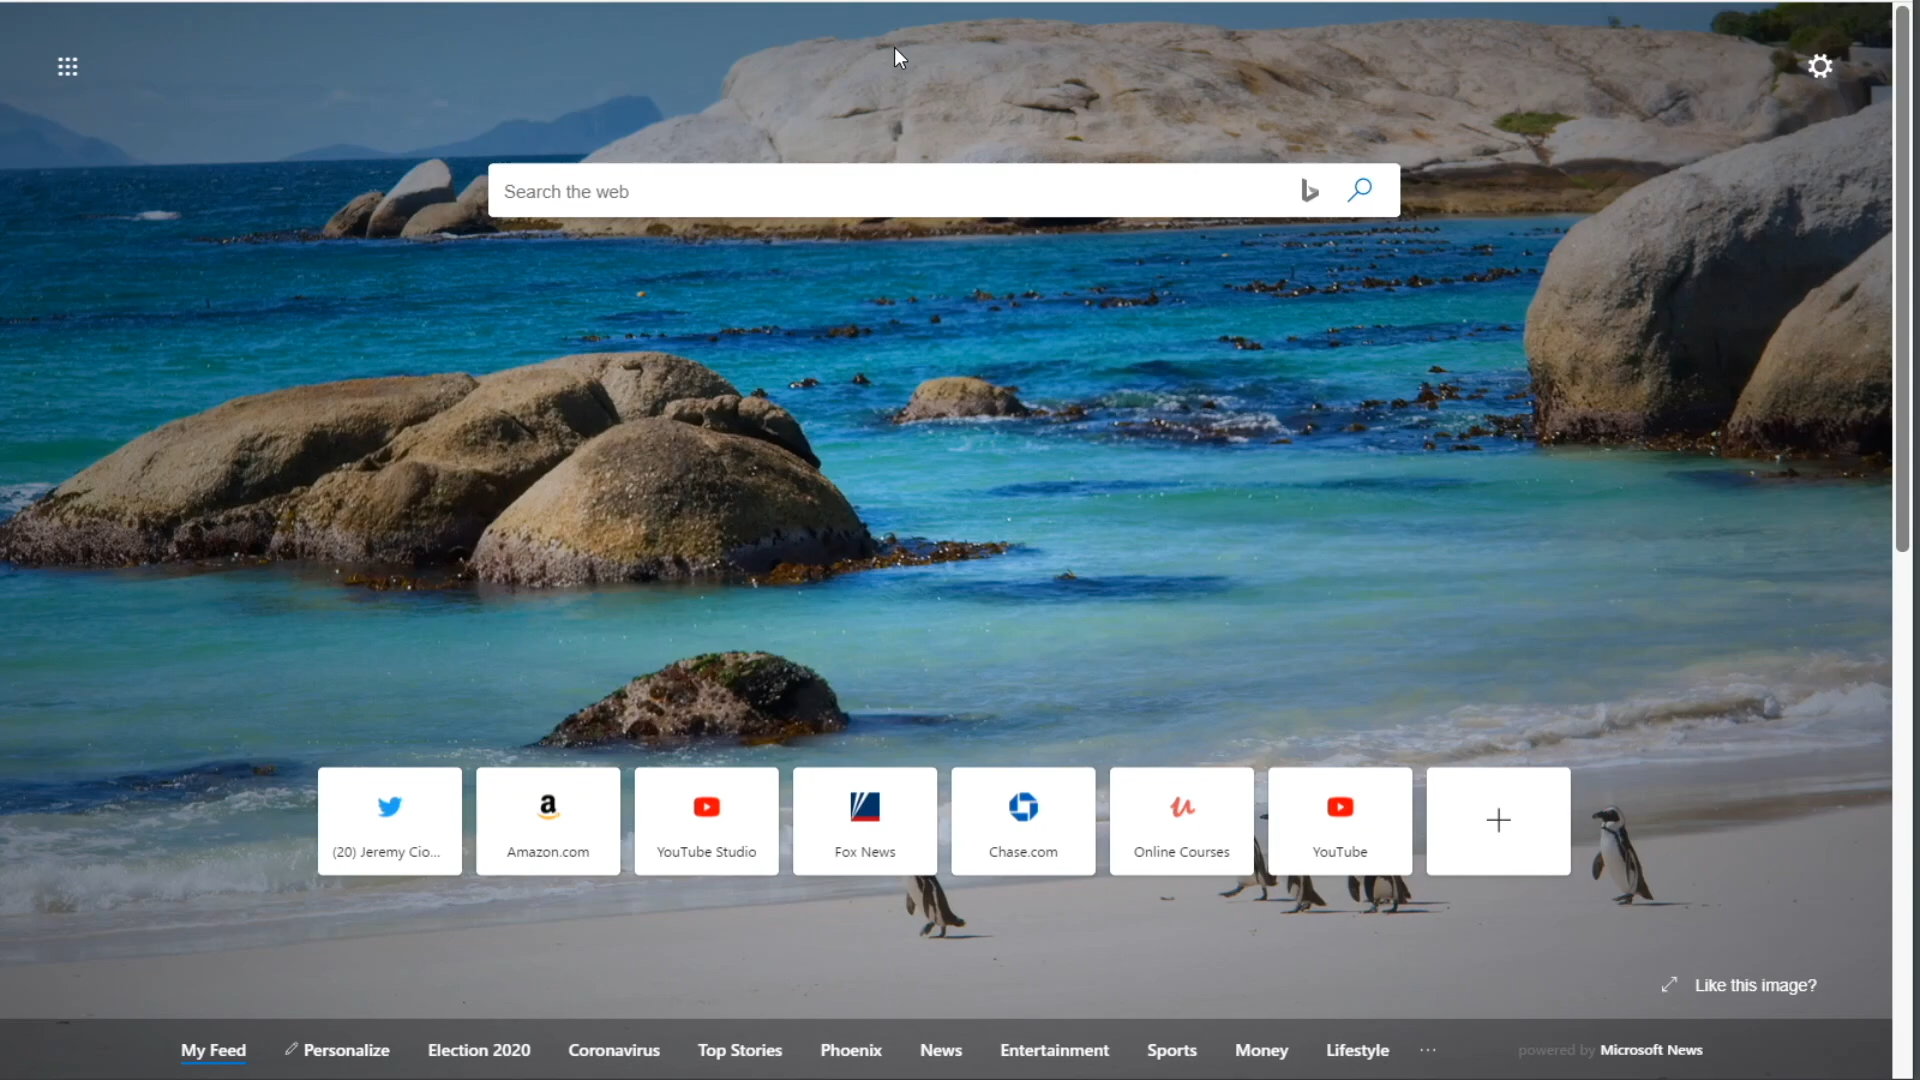 Search the web
(20) Jeremy Cio...
Amazon.com
YouTube Studio
Fox News
Chase.com
Online Courses
YouTube
Like this image?
My Feed
Personalize
Election 2020
Coronavirus
Top Stories
Phoenix
News
Entertainment
Sports
Money
Lifestyle
...
powered by Microsoft News